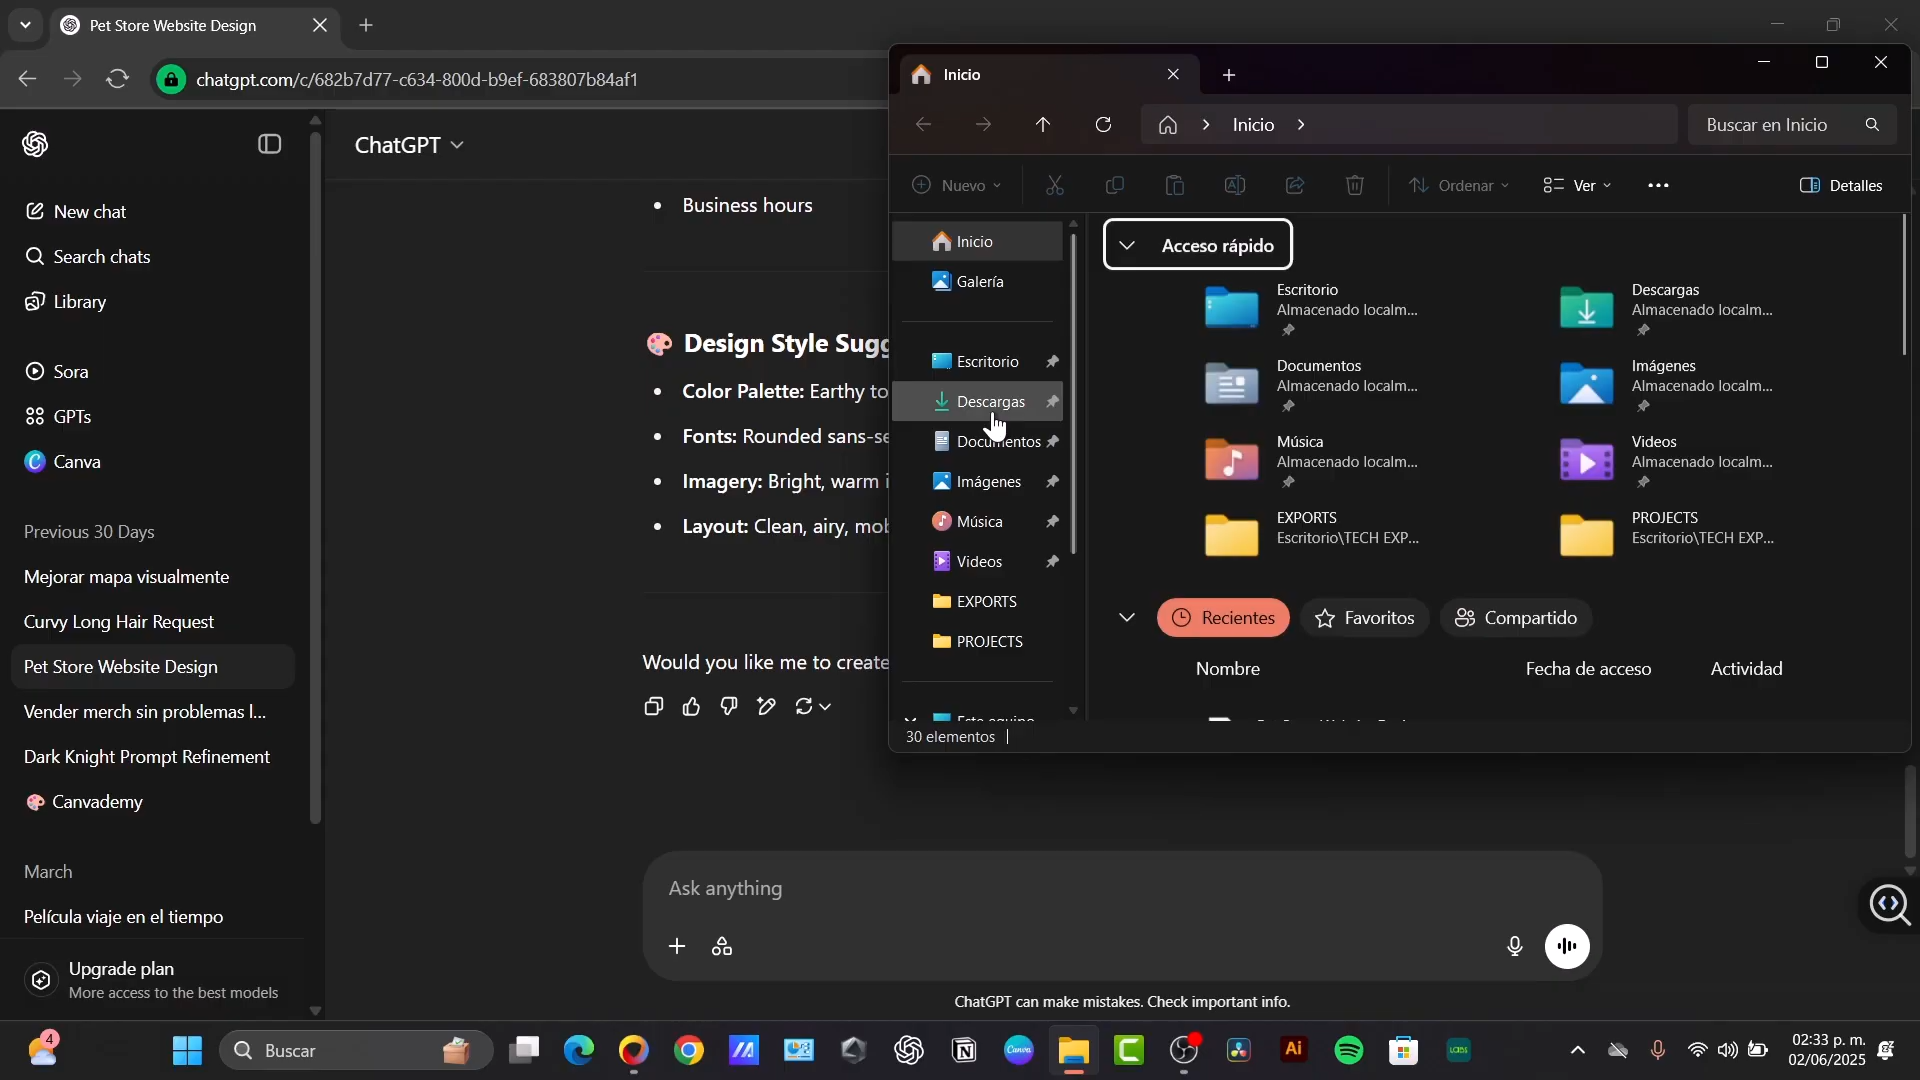 Pet Store Website Design
chatgpt.com/c/682b7d77-c634-800d-b9ef-683807b84af1
New chat
Search chats
Library
Sora
GPTs
Canva
Previous 30 Days
Mejorar mapa visualmente
Curvy Long Hair Request
Pet Store Website Design
Vender merch sin problemas l...
Dark Knight Prompt Refinement
Canvademy
March
Película viaje en el tiempo
Upgrade plan
More access to the best models
ChatGPT
Business hours
Design Style Sugg
Color Palette: Earthy to
Fonts: Rounded sans-se
Imagery: Bright, warm i
Layout: Clean, airy, mob
Would you like me to create
Ask anything
ChatGPT can make mistakes. Check important info.
Inicio
Inicio
Buscar en Inicio
Nuevo
Ordenar
Ver
Detalles
Inicio
Galería
Escritorio
Descargas
Documentos
Imágenes
Música
Videos
EXPORTS
PROJECTS
30 elementos
Acceso rápido
Escritorio
Almacenado localm...
Descargas
Almacenado localm...
Documentos
Almacenado localm...
Imágenes
Almacenado localm...
Música
Almacenado localm...
Videos
Almacenado localm...
EXPORTS
Escritorio\TECH EXP...
PROJECTS
Escritorio\TECH EXP...
Recientes
Favoritos
Compartido
Nombre
Fecha de acceso
Actividad
4
Buscar
Canva
Ai
LABS
02:33 p. m.
02/06/2025